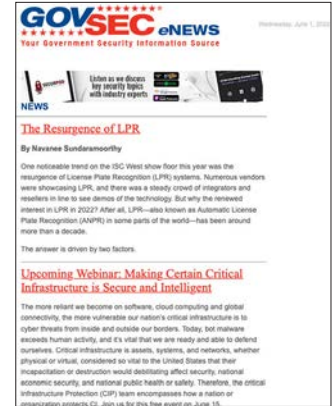 GOVSEC eNEWS
Wednesday, June 1, 2022
Your Government Security Information Source
Listen as we discuss
key security topics
with industry experts
NEWS
The Resurgence of LPR
By Navanee Sundaramoorthy
One noticeable trend on the ISC West show floor this year was the
resurgence of License Plate Recognition (LPR) systems. Numerous vendors
were showcasing LPR, and there was a steady crowd of integrators and
resellers in line to see demos of the technology. But why the renewed
interest in LPR in 2022? After all, LPR—also known as Automatic License
Plate Recognition (ANPR) in some parts of the world—has been around
more than a decade.
The answer is driven by two factors.
Upcoming Webinar: Making Certain Critical
Infrastructure is Secure and Intelligent
The more reliant we become on software, cloud computing and global
connectivity, the more vulnerable our nation's critical infrastructure is to
cyber threats from inside and outside our borders. Today, bot malware
exceeds human activity, and it's vital that we are ready and able to defend
ourselves. Critical infrastructure is assets, systems, and networks, whether
physical or virtual, considered so vital to the United States that their
incapacitation or destruction would debilitating affect security, national
economic security, and national public health or safety. Therefore, the critical
Infrastructure Protection (CIP) team encompasses how a nation or
organization protects CI. Join us for this free event on June 15.